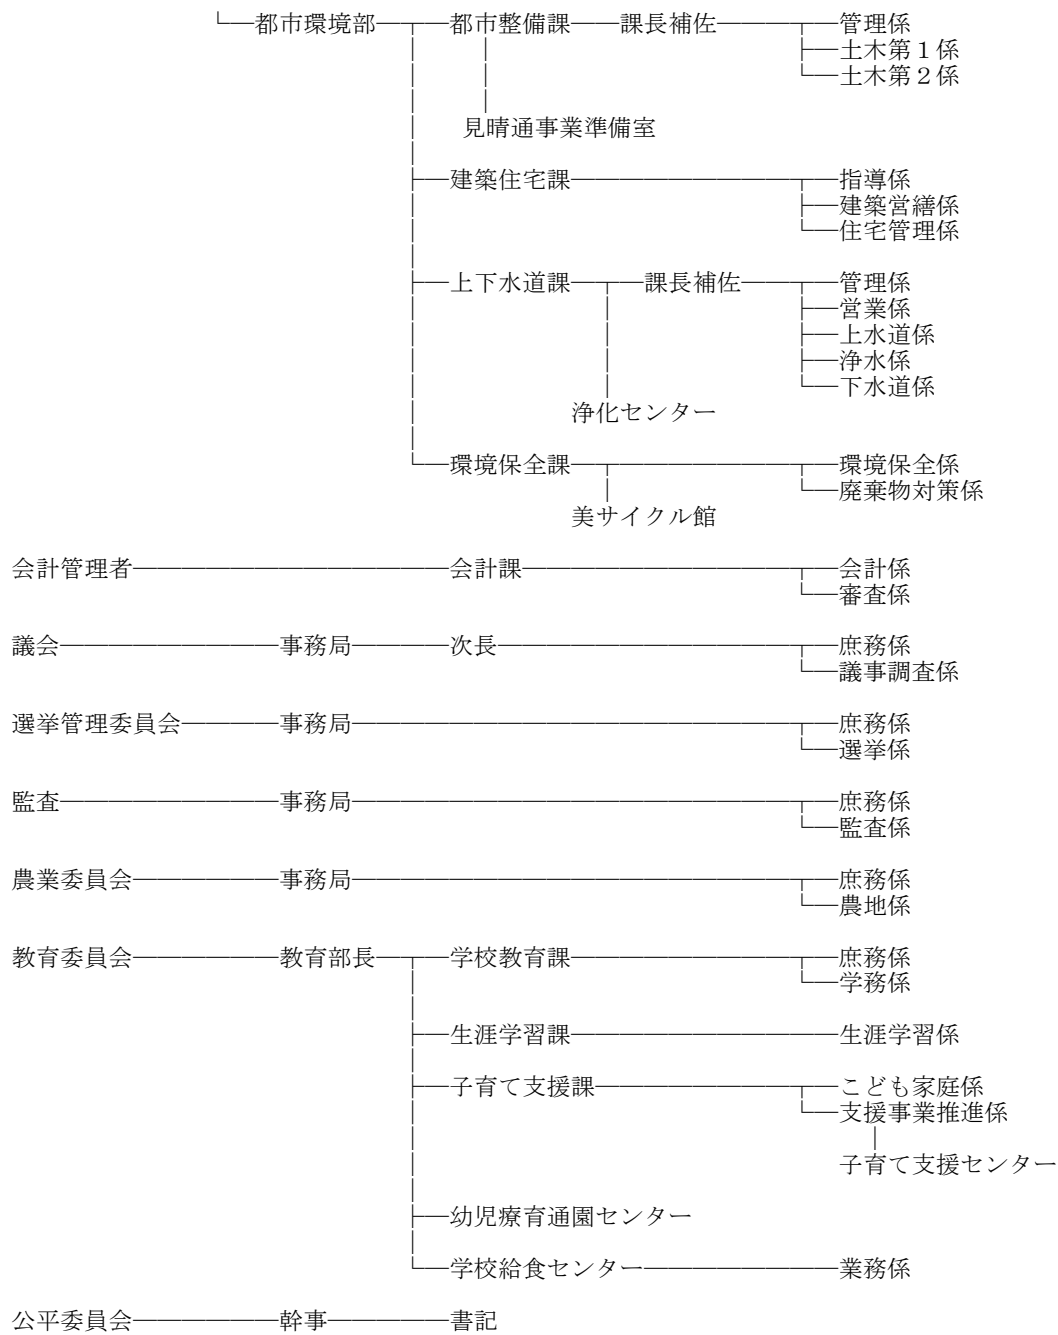 都市環境部 都市整備課 課長補佐 管理係
土木第１係
土木第２係
見晴通事業準備室
建築住宅課 指導係
建築営繕係
住宅管理係
上下水道課 課長補佐 管理係
営業係
上水道係
浄水係
下水道係
浄化センター
環境保全課 環境保全係
廃棄物対策係
美サイクル館
会計管理者 会計課 会計係
審査係
議会 事務局 次長 庶務係
議事調査係
選挙管理委員会 事務局 庶務係
選挙係
監査 事務局 庶務係
監査係
農業委員会 事務局 庶務係
農地係
教育委員会 教育部長 学校教育課 庶務係
学務係
生涯学習課 生涯学習係
子育て支援課 こども家庭係
支援事業推進係
子育て支援センター
幼児療育通園センター
学校給食センター 業務係
公平委員会 幹事 書記